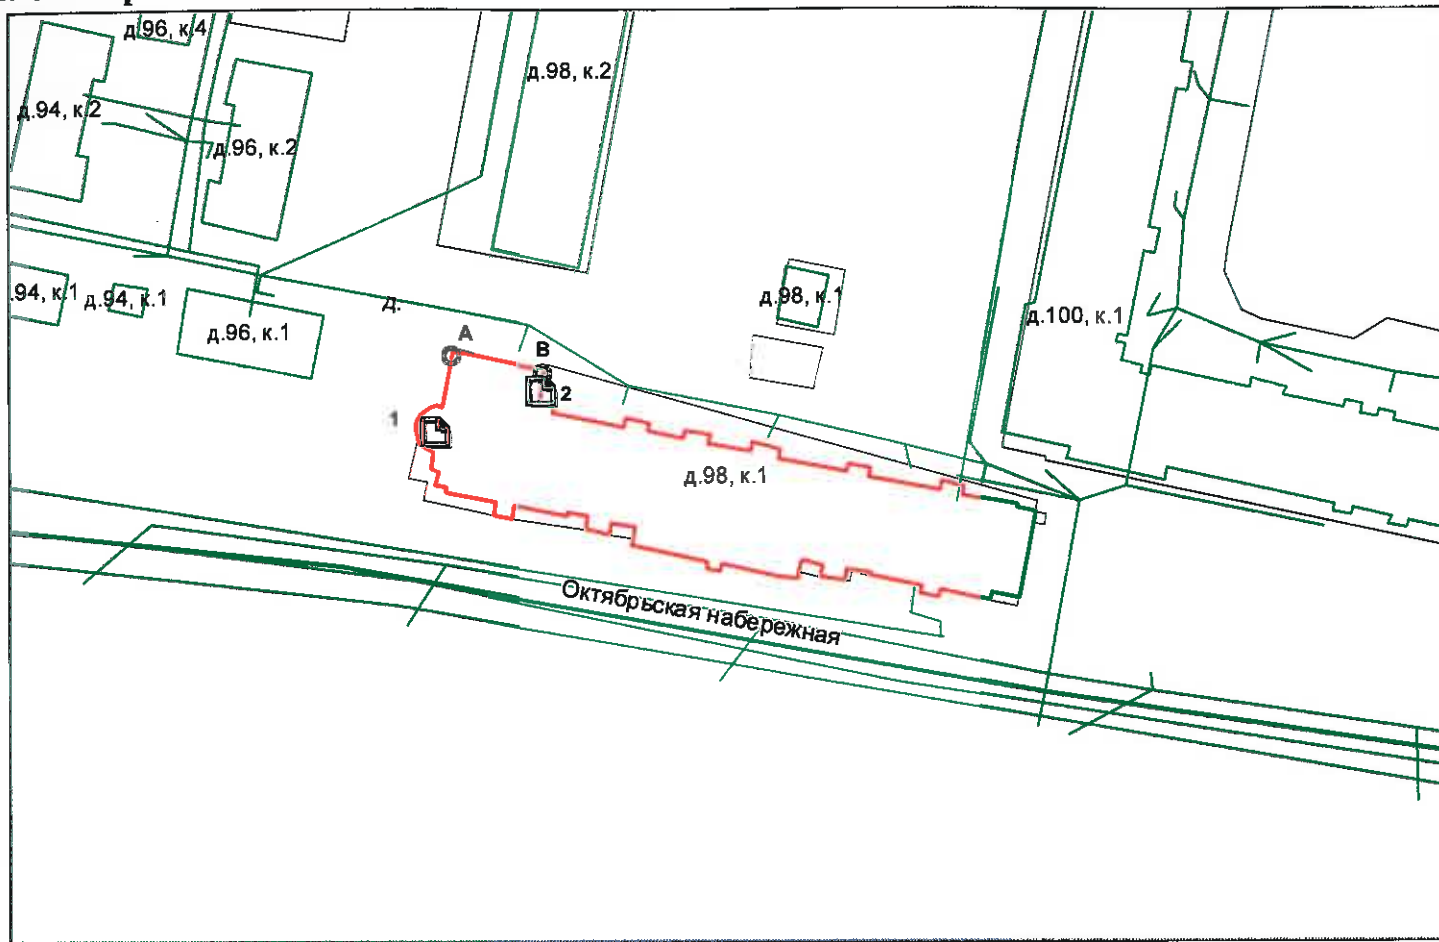 д.96, к.4
д.98, к.2
д.94, к.2
д.96, к.2
.94, к.1
д.94, к.1
д.
д.98, к.1
д.100, к.1
д.96, к.1
А
В
2
1
д.98, к.1
Октябръская набережная